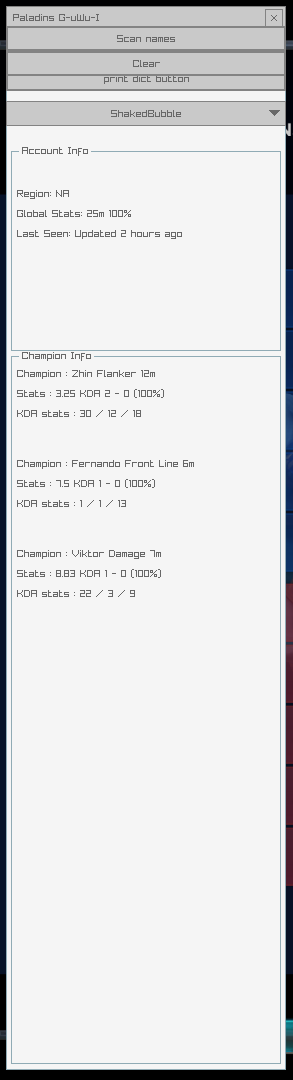 Paladins G-uWu-I
Scan names
Clear
print dict button
ShakedBubble
Account Info
Region: NA
Global Stats: 25m 100%
Last Seen: Updated 2 hours ago
Champion Info
Champion : Zhin Flanker 12m
Stats : 3.25 KDA 2 - 0 (100%)
KDA stats : 30 / 12 / 18
Champion : Fernando Front Line 6m
Stats : 7.5 KDA 1 - 0 (100%)
KDA stats : 1 / 1 / 13
Champion : Viktor Damage 7m
Stats : 8.83 KDA 1 - 0 (100%)
KDA stats : 22 / 3 / 9